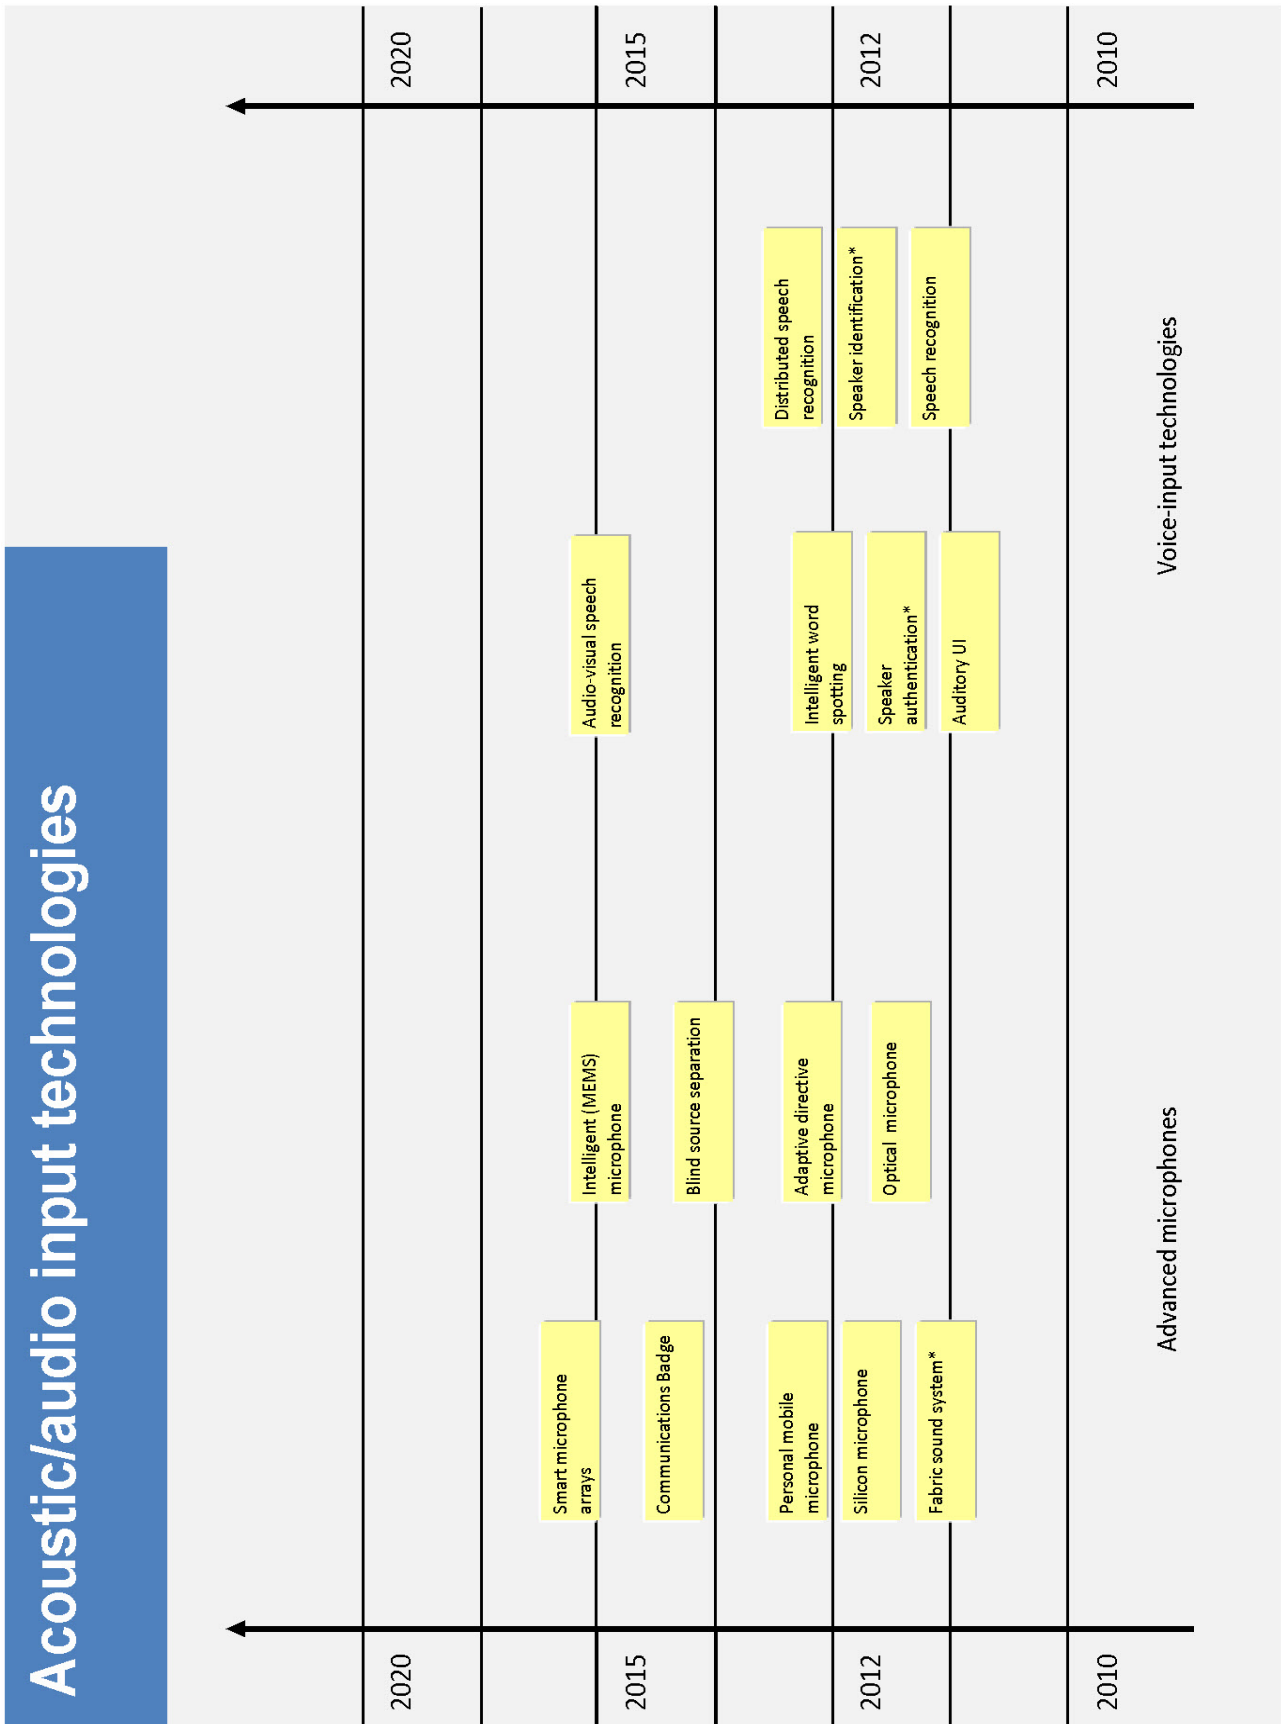 Acoustic/audio input technologies
2020
2020
2015
2015
2012
2012
2010
2010
Smart microphone
arrays
Intelligent (MEMS)
microphone
Audio-visual speech
recognition
Communications Badge
Blind source separation
Personal mobile
microphone
Adaptive directive
microphone
Intelligent word
spotting
Distributed speech
recognition
Silicon microphone
Optical microphone
Speaker
authentication*
Speaker identification*
Fabric sound system*
Auditory UI
Speech recognition
Advanced microphones
Voice-input technologies